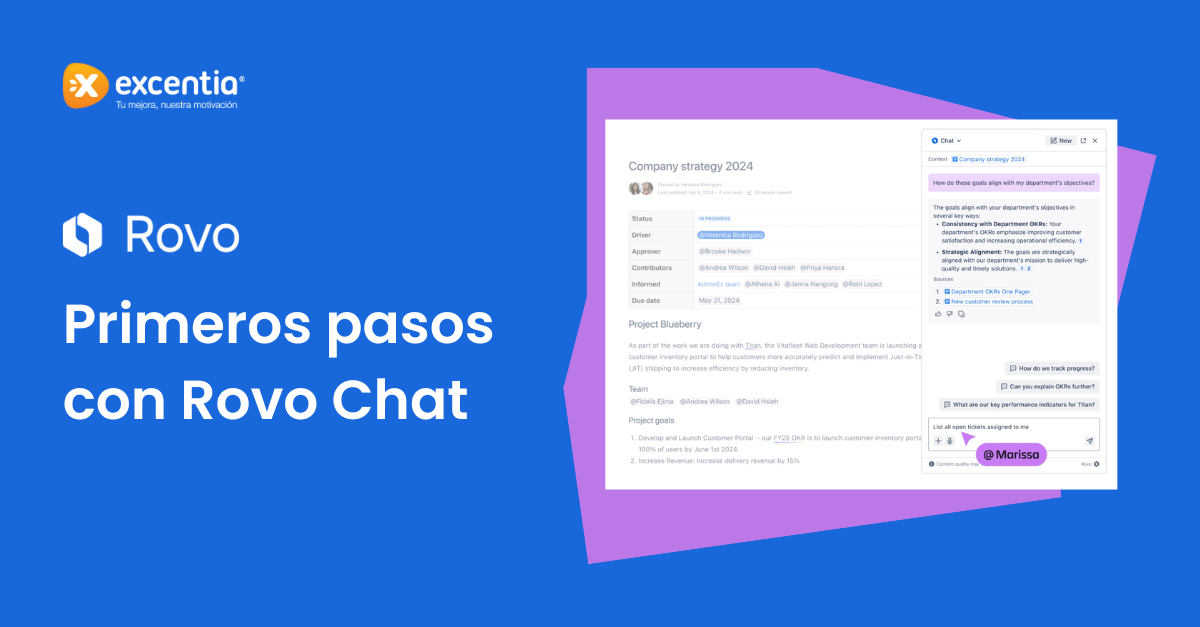 excentia®
Tu mejora, nuestra motivación
Rovo
Primeros pasos
con Rovo Chat
Company strategy 2024
Owned by Veronica Rodriguez
Last updated: Apr 8, 2024 - 4 min read - 20 people viewed
Status IN PROGRESS
Driver @Veronica Rodriguez
Approver @Brooke Hadwor
Contributors @Andrea Wilson @David Hsieh @Priya Hansra
Informed AdminEx team @Athena Ai @Jenna Nangong @Robi Lopez
Due date May 31, 2024
Project Blueberry
As part of the work we are doing with Titan, the Vitafleet Web Development team is launching a
customer inventory portal to help customers more accurately predict and implement Just-in-Ti
(JIT) shipping to increase efficiency by reducing inventory.
Team
@Fidelis Ejima @Andrea Wilson @David Hsieh
Project goals
1. Develop and Launch Customer Portal - our FY25 OKR is to launch customer inventory porta
100% of users by June 1st 2024.
2. Increase Revenue: Increase delivery revenue by 15%
Chat New
Context Company strategy 2024
How do these goals align with my department's objectives?
The goals align with your department's objectives in
several key ways:
• Consistency with Department OKRs: Your
department's OKRs emphasize improving customer
satisfaction and increasing operational efficiency. 1
• Strategic Alignment: The goals are strategically
aligned with our department's mission to deliver high-
quality and timely solutions. 1 2
Sources
1. Department OKRs One Pager
2. New customer review process
How do we track progress?
Can you explain OKRs further?
What are our key performance indicators for Titan?
List all open tickets assigned to me
@Marissa
Content quality may
Rovo